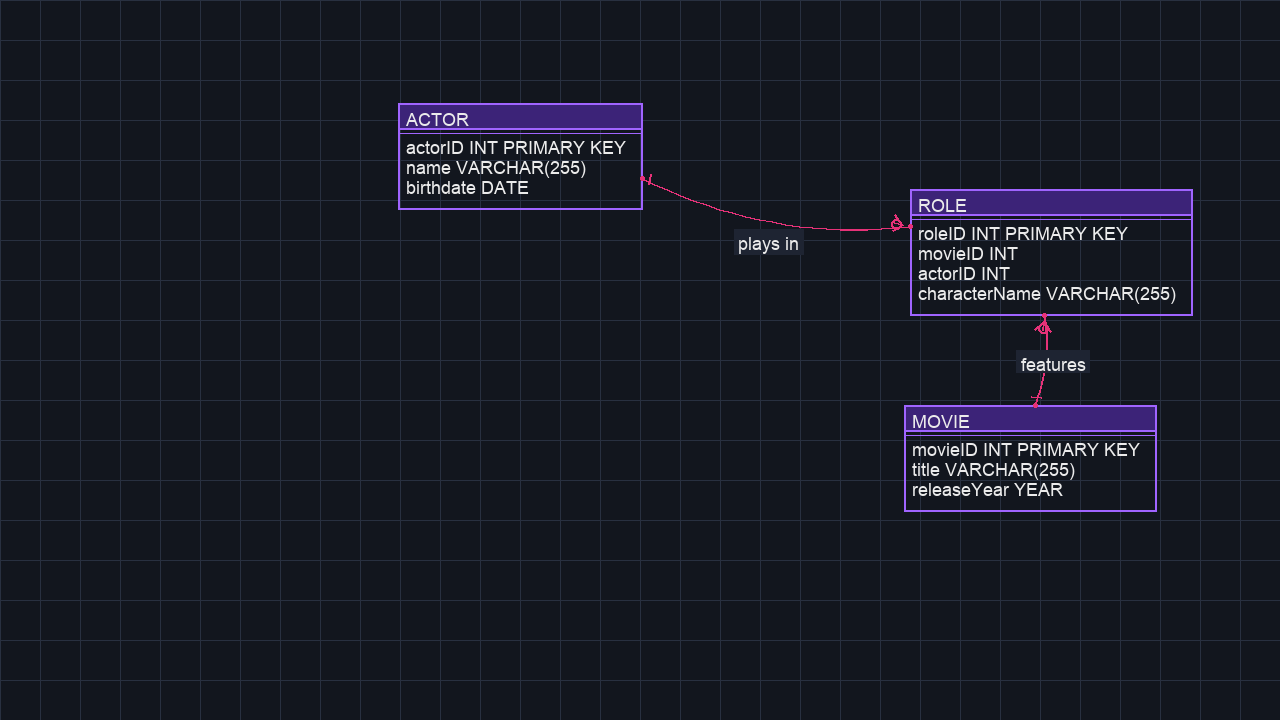 ACTOR
actorID INT PRIMARY KEY
name VARCHAR(255)
birthdate DATE
plays in
ROLE
roleID INT PRIMARY KEY
movieID INT
actorID INT
characterName VARCHAR(255)
features
MOVIE
movieID INT PRIMARY KEY
title VARCHAR(255)
releaseYear YEAR